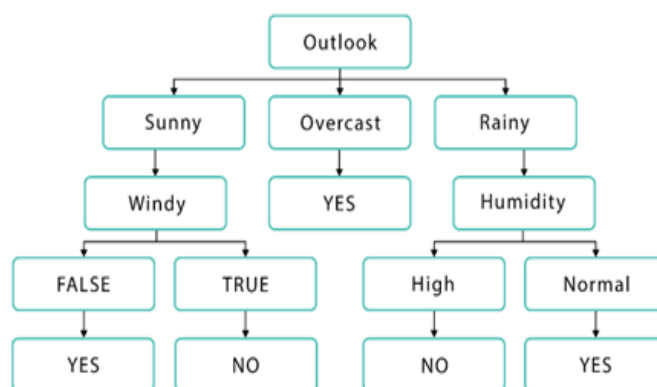 Outlook
Sunny Overcast Rainy
Windy YES Humidity
FALSE TRUE High Normal
YES NO NO YES